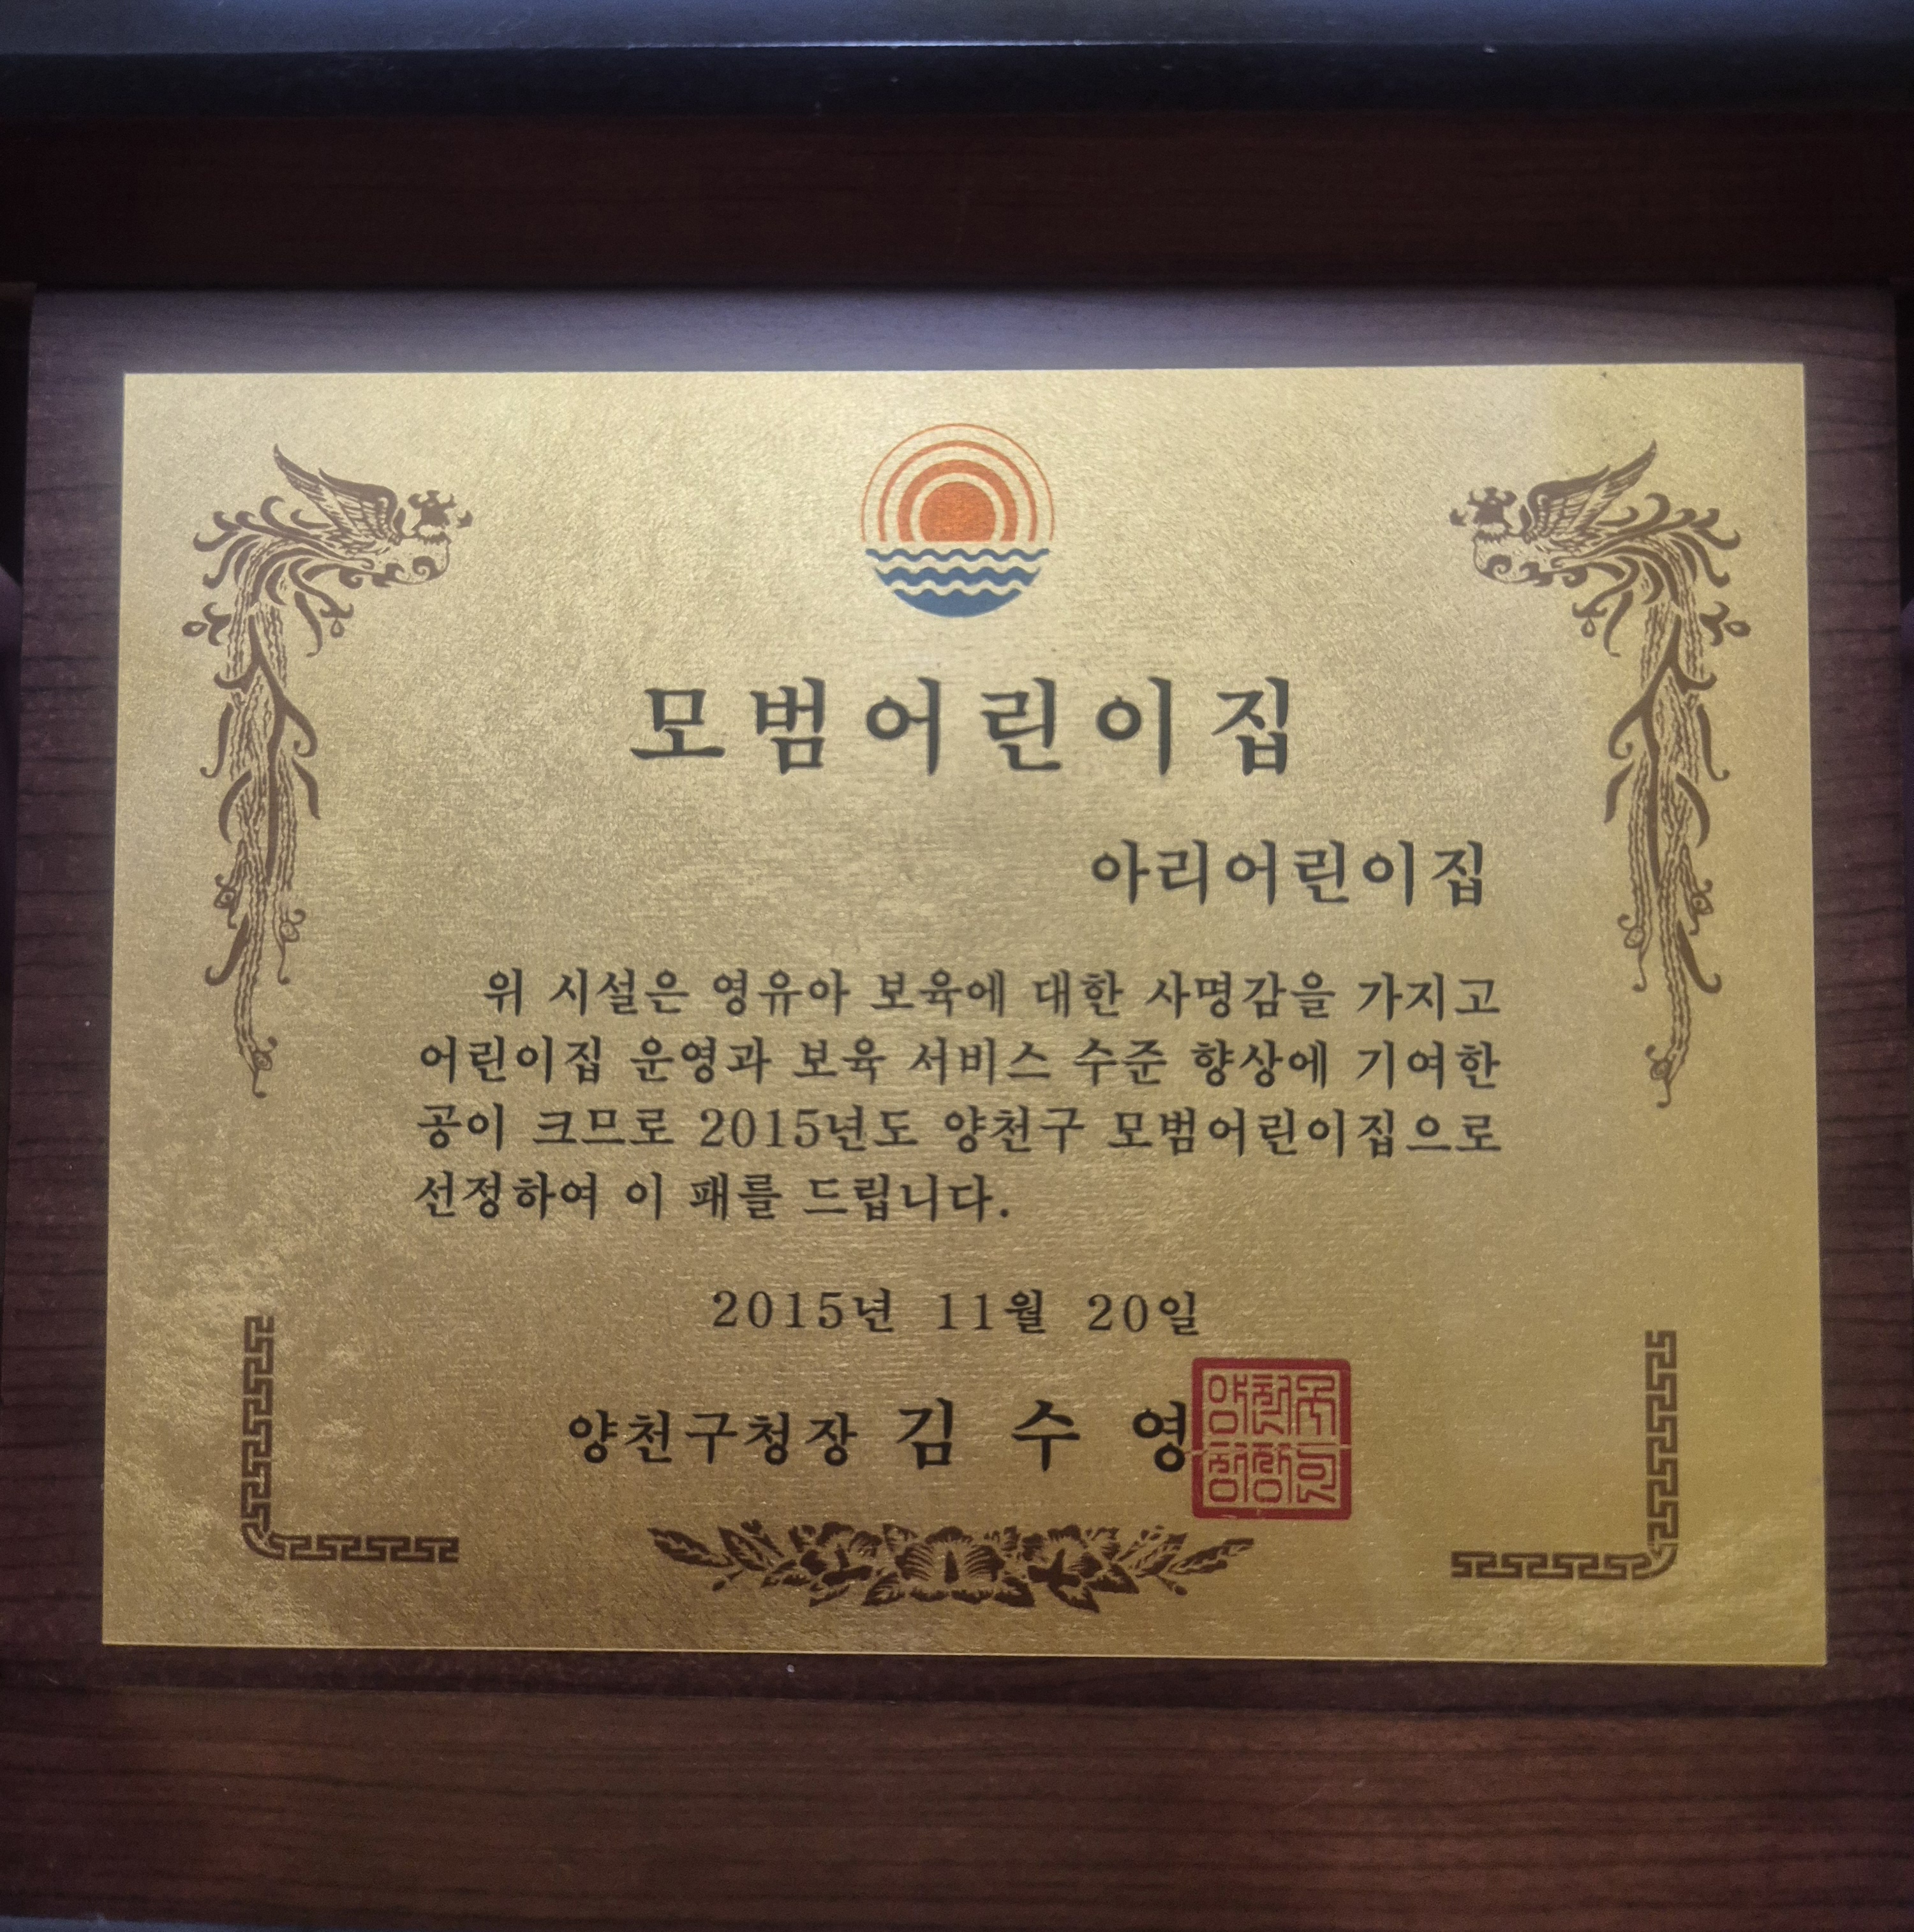 모범어린이집
아리어린이집
위 시설은 영유아 보육에 대한 사명감을 가지고
어린이집 운영과 보육 서비스 수준 향상에 기여한
공이 크므로 2015년도 양천구 모범어린이집으로
선정하여 이 패를 드립니다.
2015년 11월 20일
양천구청장 김 수 영